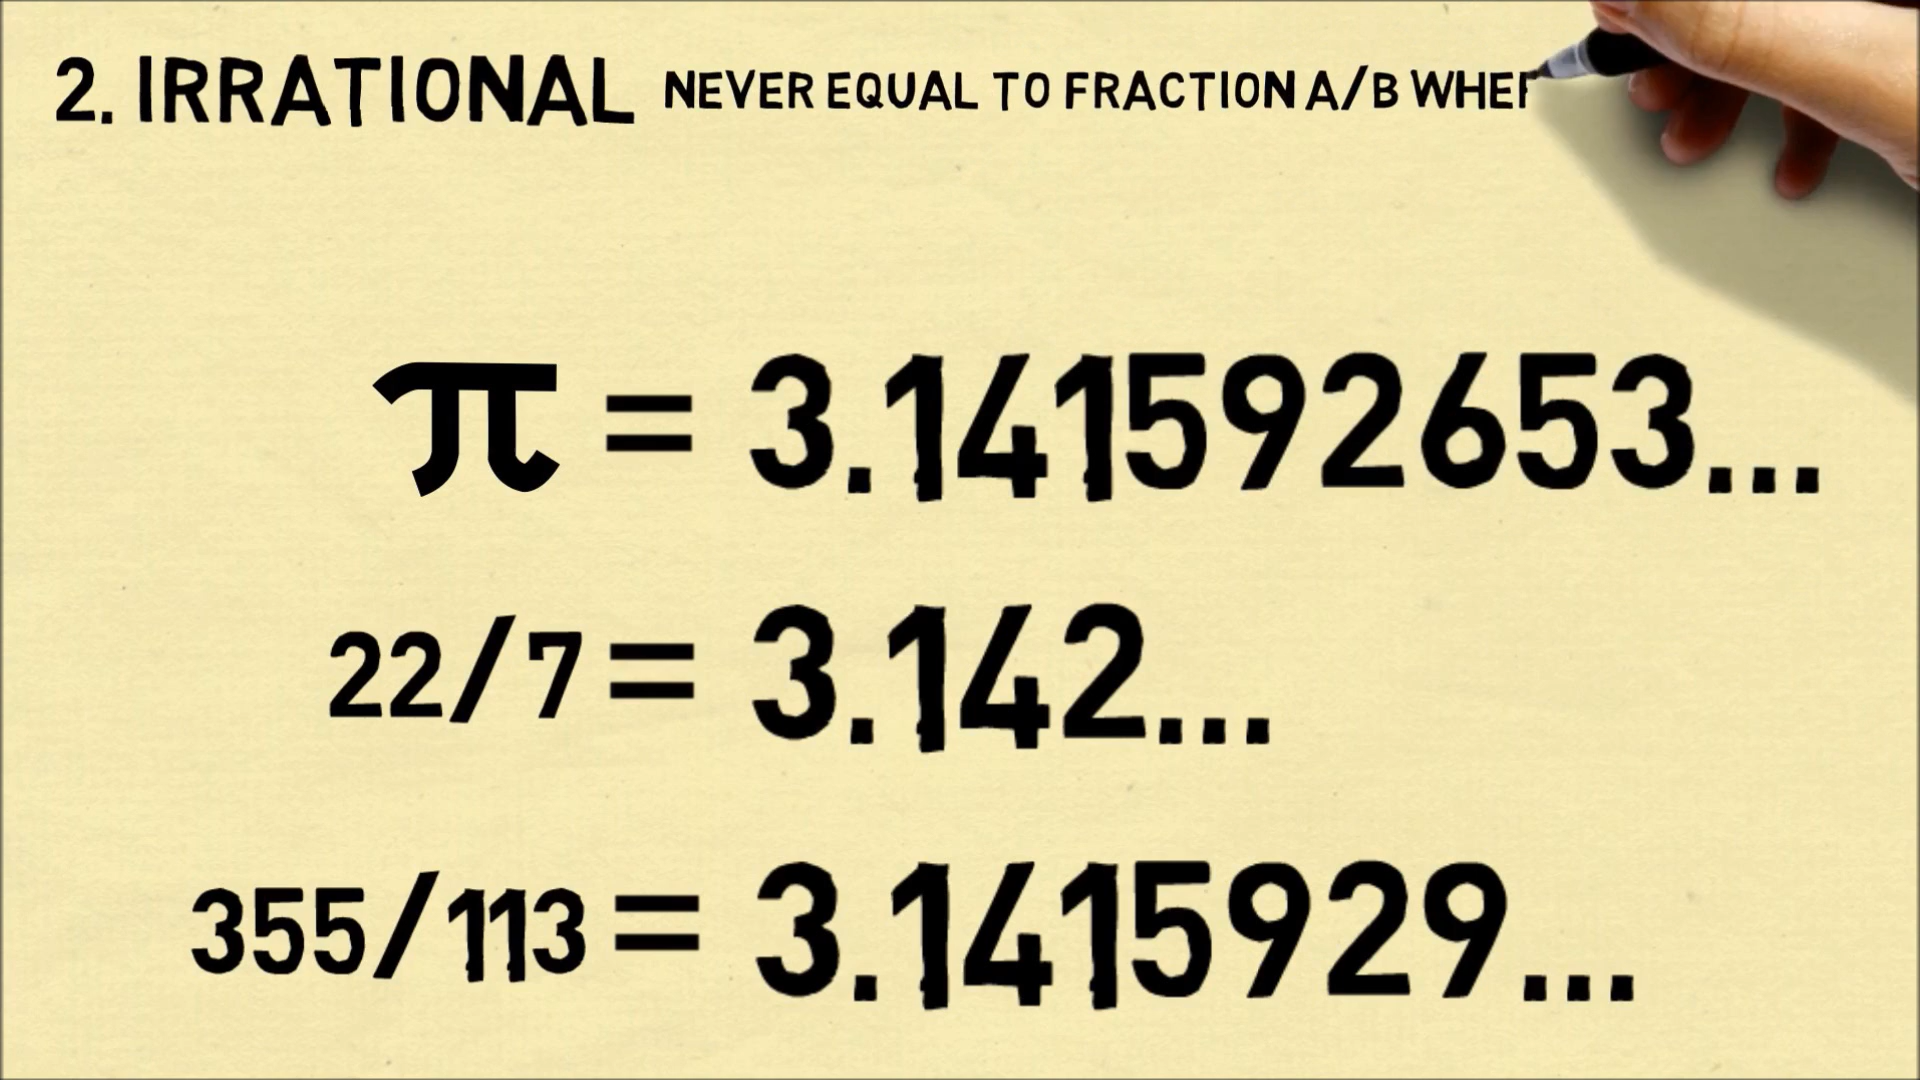 2. IRRATIONAL NEVER EQUAL TO FRACTION A/B
π = 3.141592653...
22/7 = 3.142...
355/113 = 3.1415929...